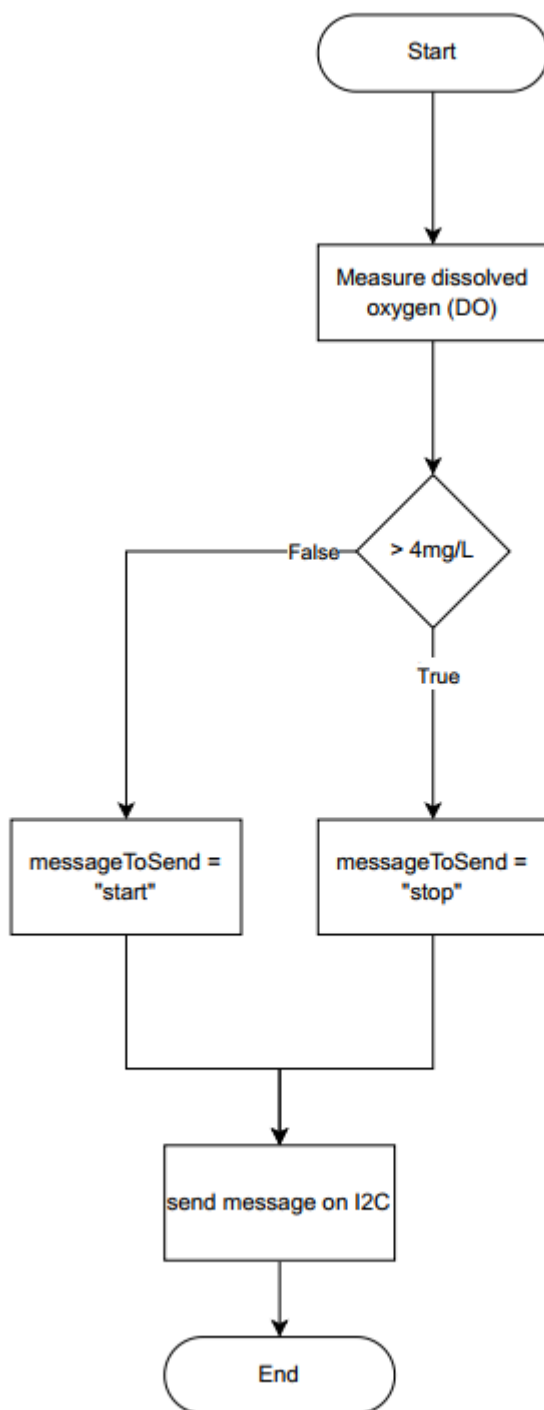 Start
Measure dissolved
oxygen (DO)
> 4mg/L
False
True
messageToSend =
"start"
messageToSend =
"stop"
send message on I2C
End